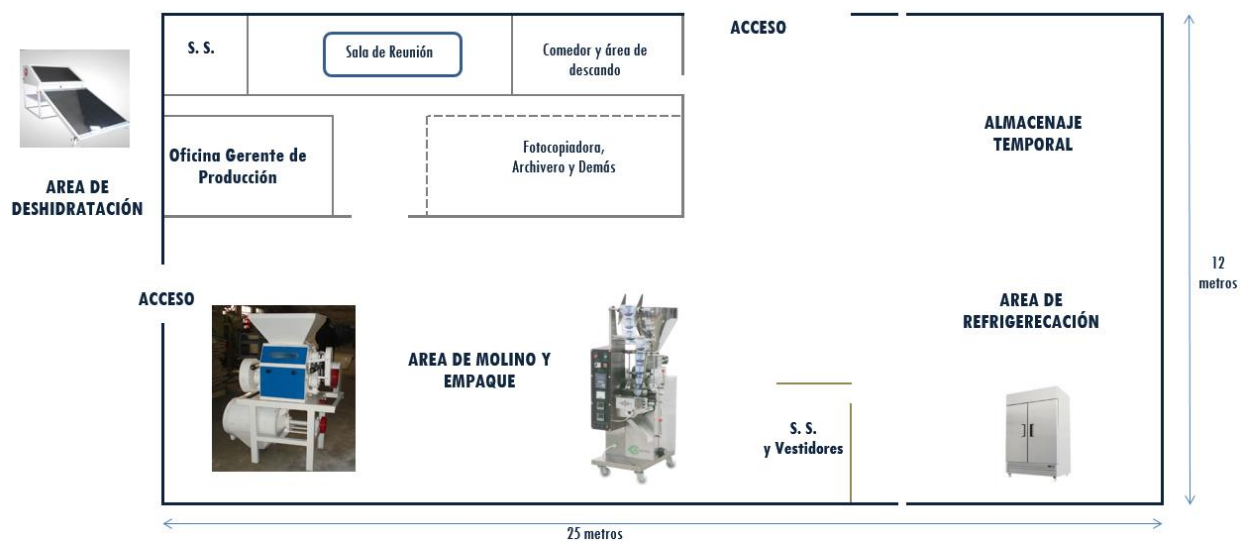 ACCESO
S. S.
Sala de Reunión
Comedor y área de
descando
ALMACENAJE
TEMPORAL
Oficina Gerente de
Producción
Fotocopiadora,
Archivero y Demás
AREA DE
DESHIDRATACIÓN
12
metros
ACCESO
AREA DE
REFRIGERECACIÓN
AREA DE MOLINO Y
EMPAQUE
S. S.
y Vestidores
25 metros